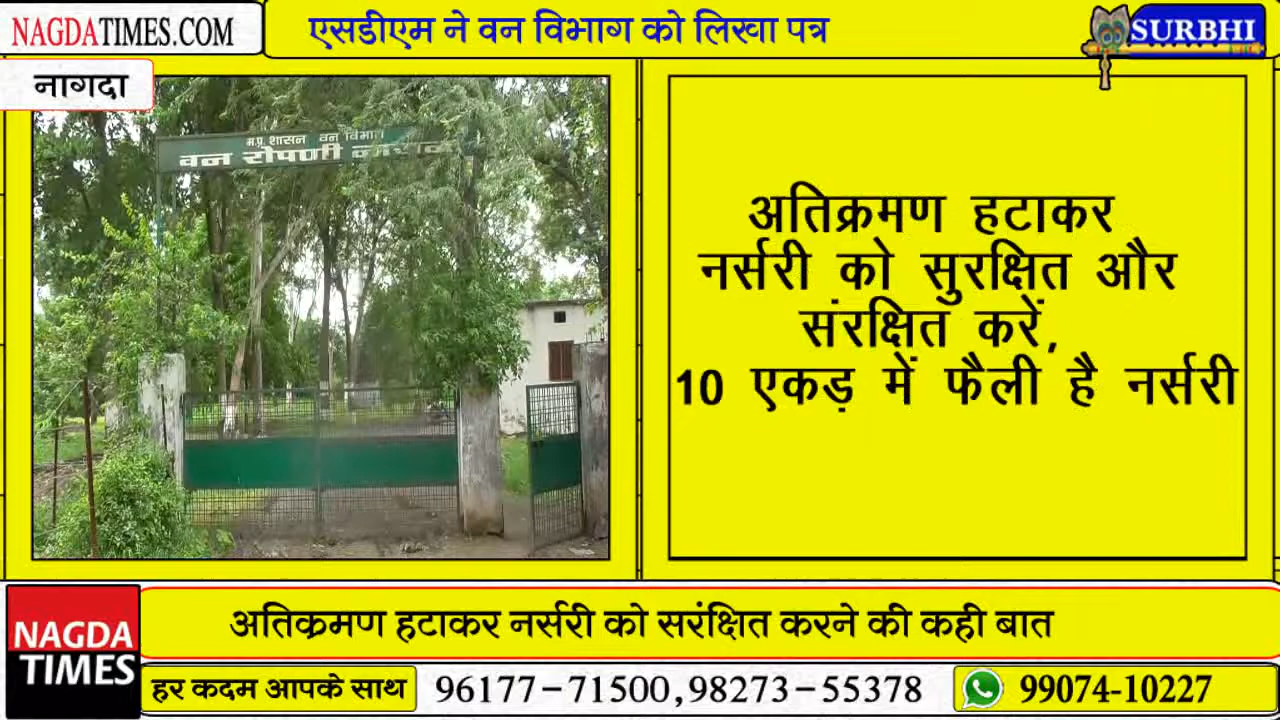 NAGDATIMES.COM
एसडीएम ने वन विभाग को लिखा पत्र
SURBHI
नागदा
म.प्र. शासन वन विभाग
वन रोपणी
अतिक्रमण हटाकर
नर्सरी को सुरक्षित और
संरक्षित करें,
10 एकड़ में फैली है नर्सरी
NAGDA
TIMES
अतिक्रमण हटाकर नर्सरी को सरंक्षित करने की कही बात
हर कदम आपके साथ
96177-71500,98273-55378
99074-10227